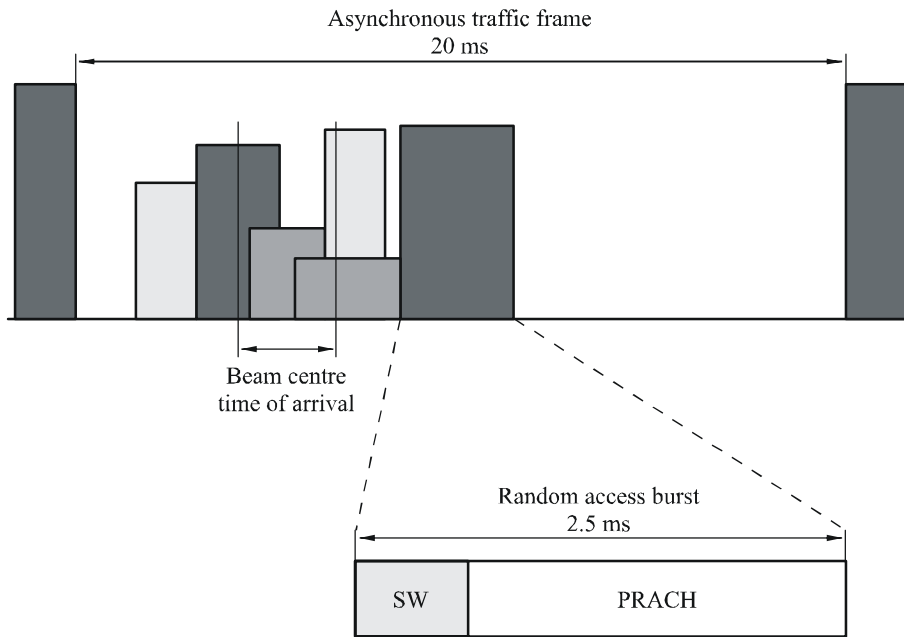 Asynchronous traffic frame
20 ms
Beam centre
time of arrival
Random access burst
2.5 ms
SW
PRACH